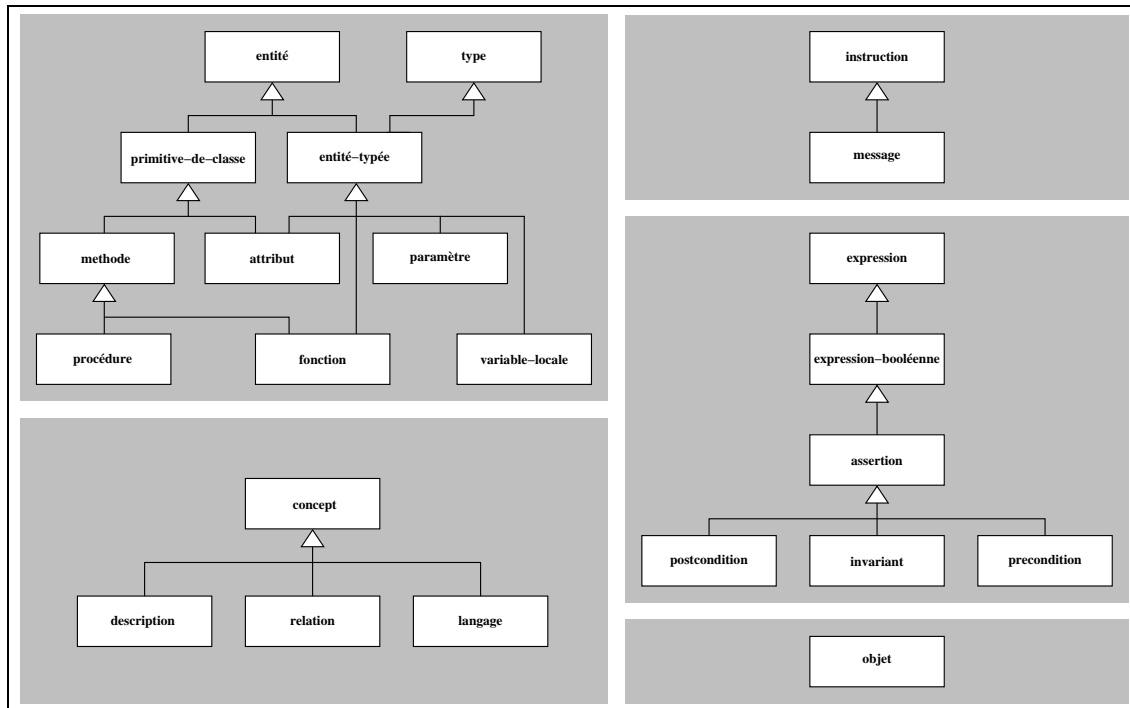 entité
type
primitive−de−classe
entité−typée
methode
attribut
paramètre
procédure
fonction
variable−locale
concept
description
relation
langage
instruction
message
expression
expression−booléenne
assertion
postcondition
invariant
precondition
objet